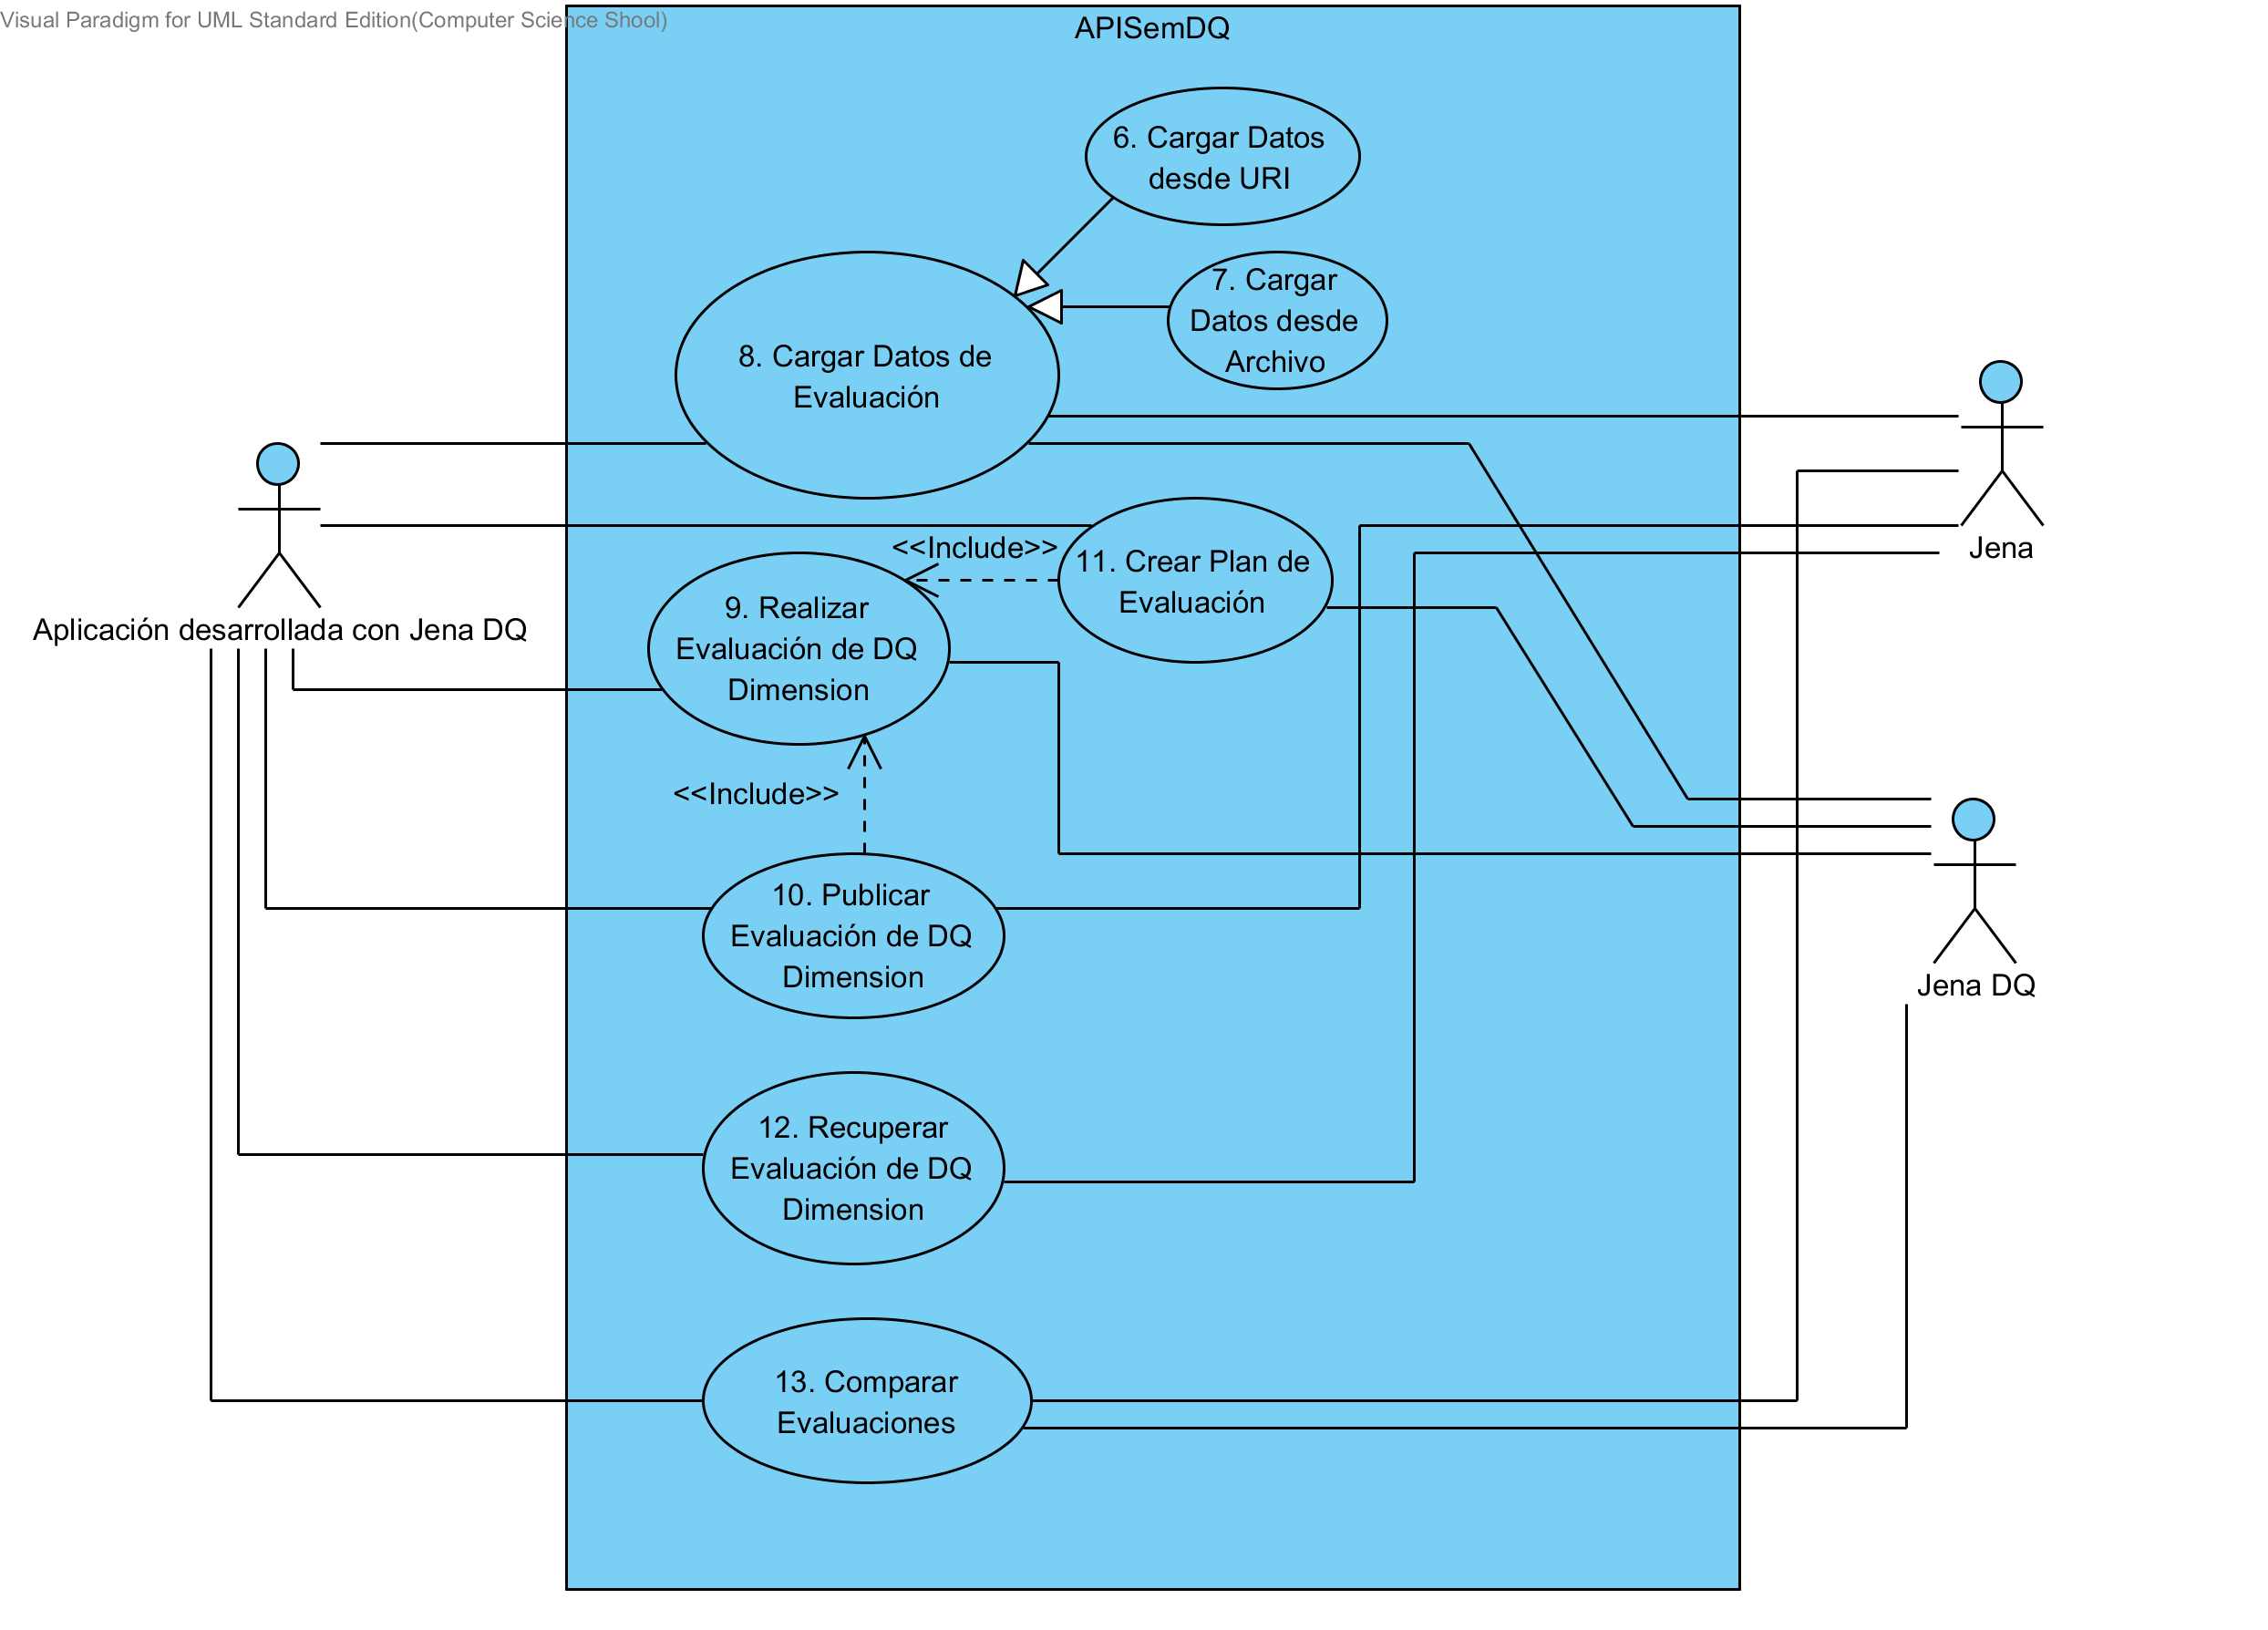 Visual Paradigm for UML Standard Edition(Computer Science Shool)
APISemDQ
6. Cargar Datos
desde URI
7. Cargar
Datos desde
Archivo
8. Cargar Datos de
Evaluación
Jena
<<Include>>
11. Crear Plan de
Evaluación
9. Realizar
Evaluación de DQ
Dimension
Aplicación desarrollada con Jena DQ
<<Include>>
10. Publicar
Evaluación de DQ
Dimension
Jena DQ
12. Recuperar
Evaluación de DQ
Dimension
13. Comparar
Evaluaciones